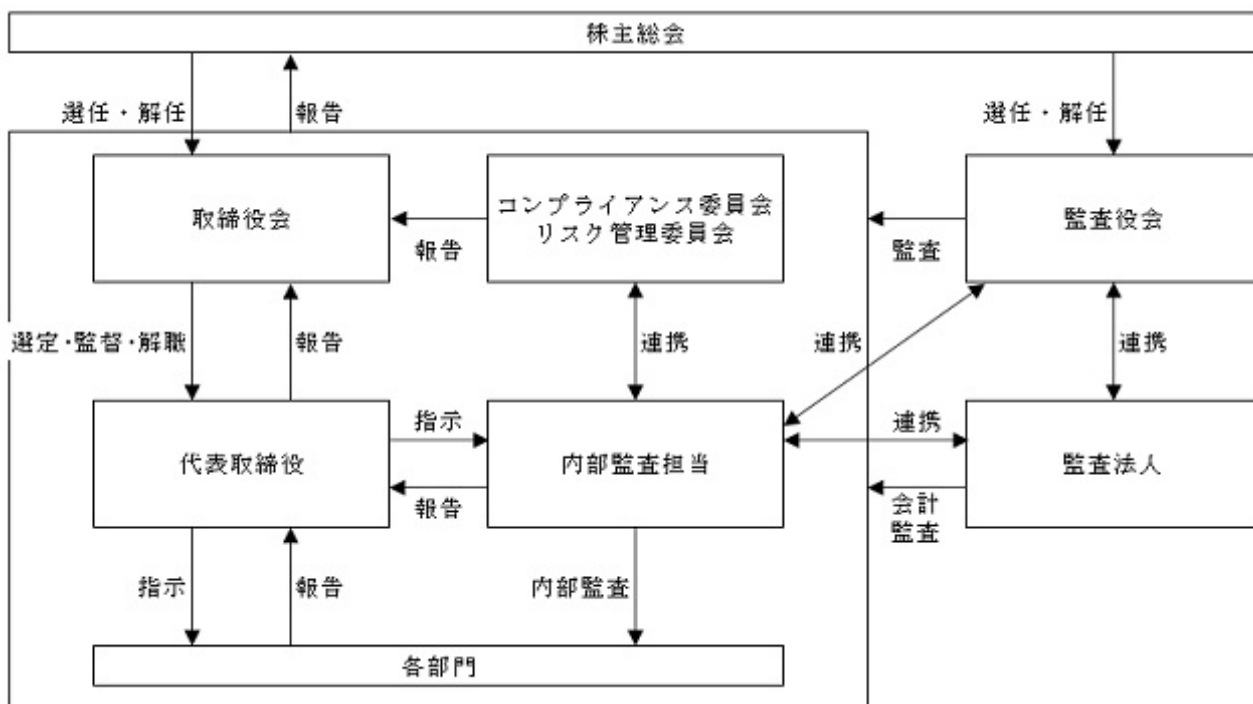 株主総会
選任・解任
報告
選任・解任
取締役会
コンプライアンス委員会
リスク管理委員会
監査役会
報告
監査
選定・監督・解職
報告
連携
連携
連携
代表取締役
指示
報告
内部監査担当
連携
会計
監査
監査法人
指示
報告
内部監査
各部門